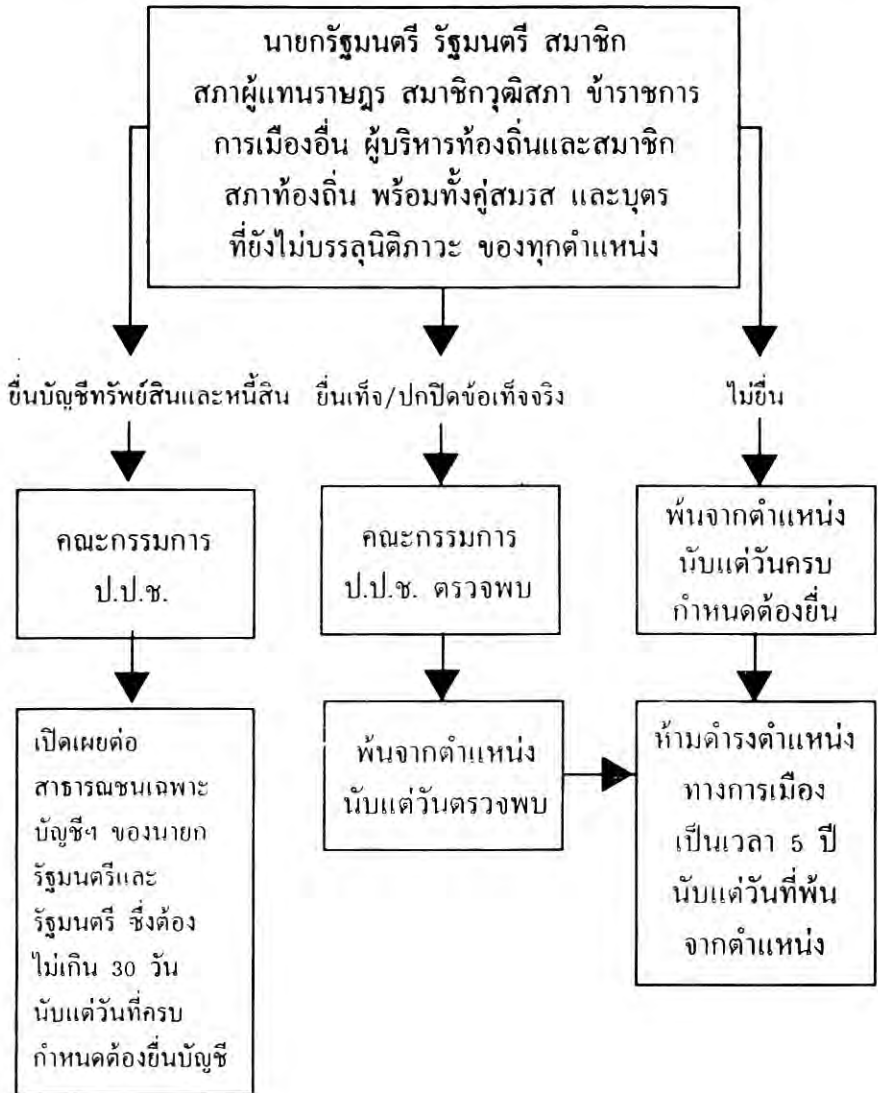 นายกรัฐมนตรี รัฐมนตรี สมาชิก
สภาผู้แทนราษฎร สมาชิกวุฒิสภา ข้าราชการ
การเมืองอื่น ผู้บริหารท้องถิ่นและสมาชิก
สภาท้องถิ่น พร้อมทั้งคู่สมรส และบุตร
ที่ยังไม่บรรลุนิติภาวะ ของทุกตำแหน่ง
ยื่นบัญชีทรัพย์สินและหนี้สิน
ยื่นเท็จ/ปกปิดข้อเท็จจริง
ไม่ยื่น
คณะกรรมการ
ป.ป.ช.
คณะกรรมการ
ป.ป.ช. ตรวจพบ
พ้นจากตำแหน่ง
นับแต่วันครบ
กำหนดต้องยื่น
เปิดเผยต่อ
สาธารณชนเฉพาะ
บัญชีฯ ของนายก
รัฐมนตรีและ
รัฐมนตรี ซึ่งต้อง
ไม่เกิน 30 วัน
นับแต่วันที่ครบ
กำหนดต้องยื่นบัญชี
พ้นจากตำแหน่ง
นับแต่วันตรวจพบ
ห้ามดำรงตำแหน่ง
ทางการเมือง
เป็นเวลา 5 ปี
นับแต่วันที่พ้น
จากตำแหน่ง